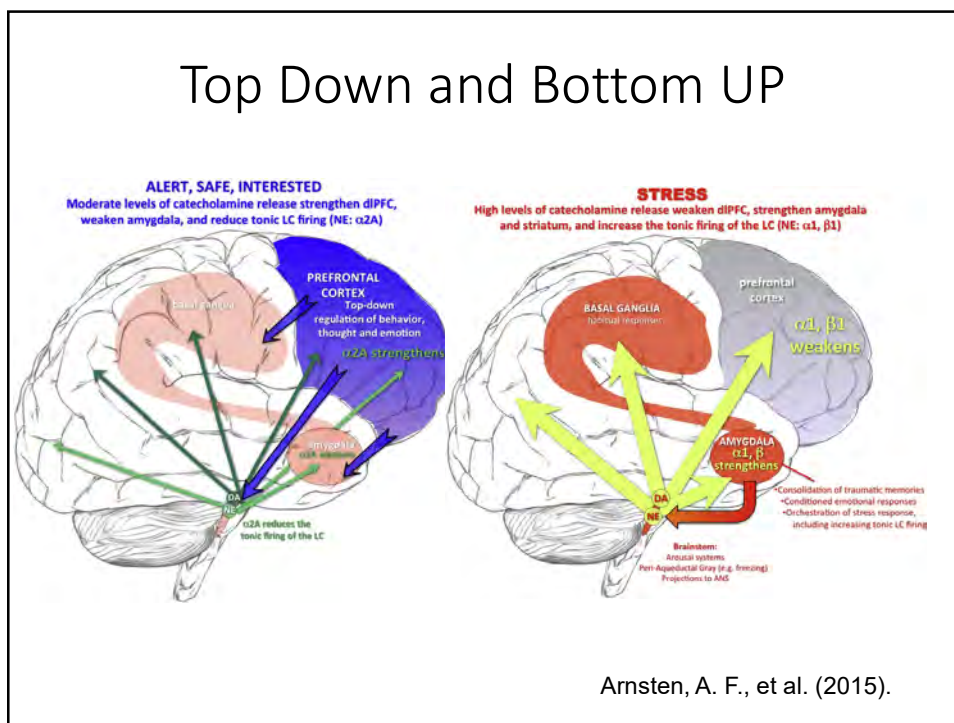 Top Down and Bottom UP
ALERT, SAFE, INTERESTED
Moderate levels of catecholamine release strengthen dlPFC,
weaken amygdala, and reduce tonic LC firing (NE: α2A)
PREFRONTAL
CORTEX
Top-down
regulation of behavior,
thought and emotion
α2A strengthens
basal ganglia
amygdala
DA
NE
α2A reduces the
tonic firing of the LC
STRESS
High levels of catecholamine release weaken dlPFC, strengthen amygdala
and striatum, and increase the tonic firing of the LC (NE: α1, β1)
prefrontal
cortex
α1, β1
weakens
BASAL GANGLIA
habitual responses
AMYGDALA
α1, β
strengthens
•Consolidation of traumatic memories
•Conditioned emotional responses
•Orchestration of stress response,
including increasing tonic LC firing
DA
NE
Brainstem:
Arousal systems
Peri-Aqueductal Gray (e.g. freezing)
Projections to ANS
Arnsten, A. F., et al. (2015).